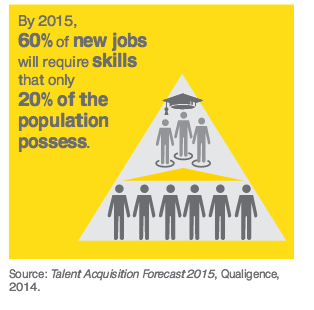 By 2015,
60% of new jobs
will require skills
that only
20% of the
population
possess.
Source: Talent Acquisition Forecast 2015, Qualigence,
2014.